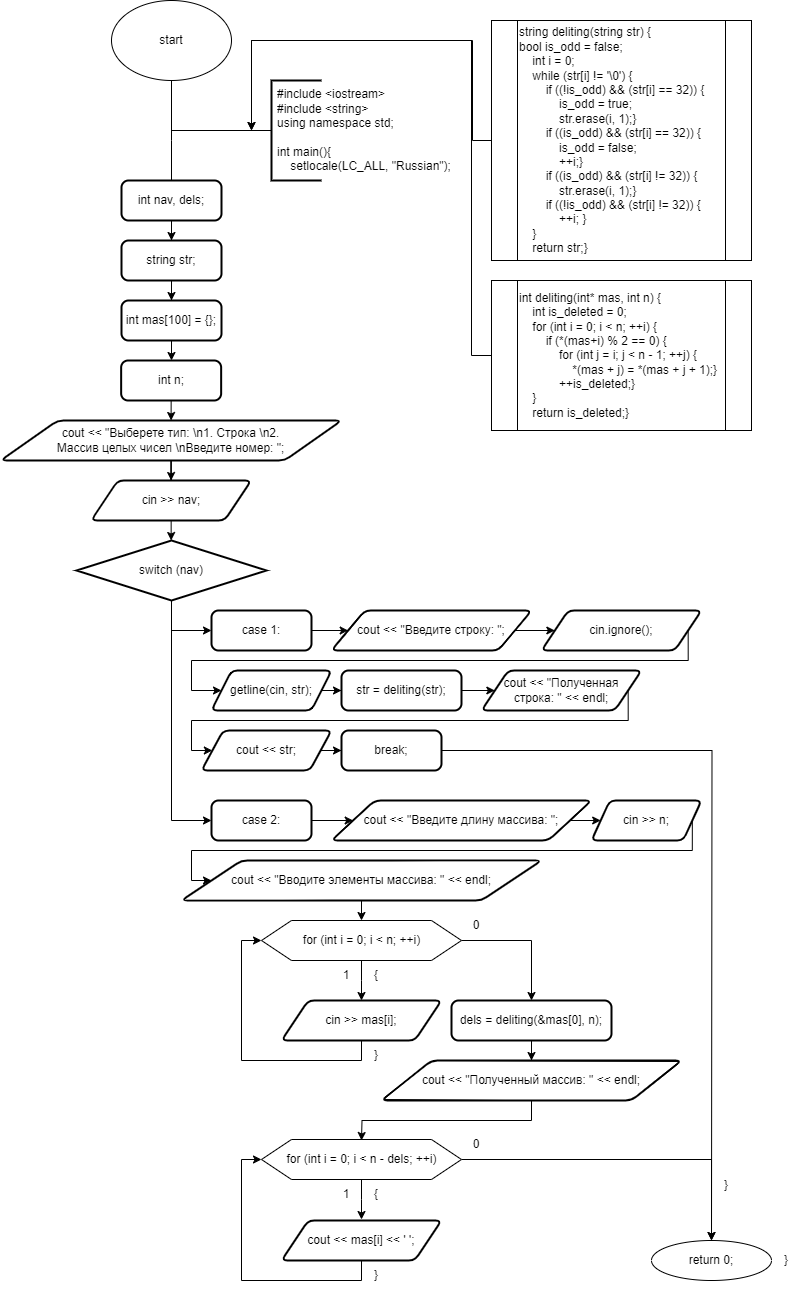 start
#include <iostream>
#include <string>
using namespace std;
int main(){
setlocale(LC_ALL, "Russian");
string deliting(string str) {
bool is_odd = false;
int i = 0;
while (str[i] != '\0') {
if ((!is_odd) && (str[i] == 32)) {
is_odd = true;
str.erase(i, 1);}
if ((is_odd) && (str[i] == 32)) {
is_odd = false;
++i;}
if ((is_odd) && (str[i] != 32)) {
str.erase(i, 1);}
if ((!is_odd) && (str[i] != 32)) {
++i; }
}
return str;}
int deliting(int* mas, int n) {
int is_deleted = 0;
for (int i = 0; i < n; ++i) {
if (*(mas+i) % 2 == 0) {
for (int j = i; j < n - 1; ++j) {
*(mas + j) = *(mas + j + 1);}
++is_deleted;}
}
return is_deleted;}
int nav, dels;
string str;
int mas[100] = {};
int n;
cout << "Выберете тип: \n1. Строка \n2.
Массив целых чисел \nВведите номер: ";
cin >> nav;
switch (nav)
case 1:
cout << "Введите строку: ";
cin.ignore();
getline(cin, str);
str = deliting(str);
cout << "Полученная
строка: " << endl;
cout << str;
break;
case 2:
cout << "Введите длину массива: ";
cin >> n;
cout << "Вводите элементы массива: " << endl;
for (int i = 0; i < n; ++i)
0
1 {
cin >> mas[i];
dels = deliting(&mas[0], n);
}
cout << "Полученный массив: " << endl;
for (int i = 0; i < n - dels; ++i)
0
1 {
}
cout << mas[i] << ' ';
return 0; }
}